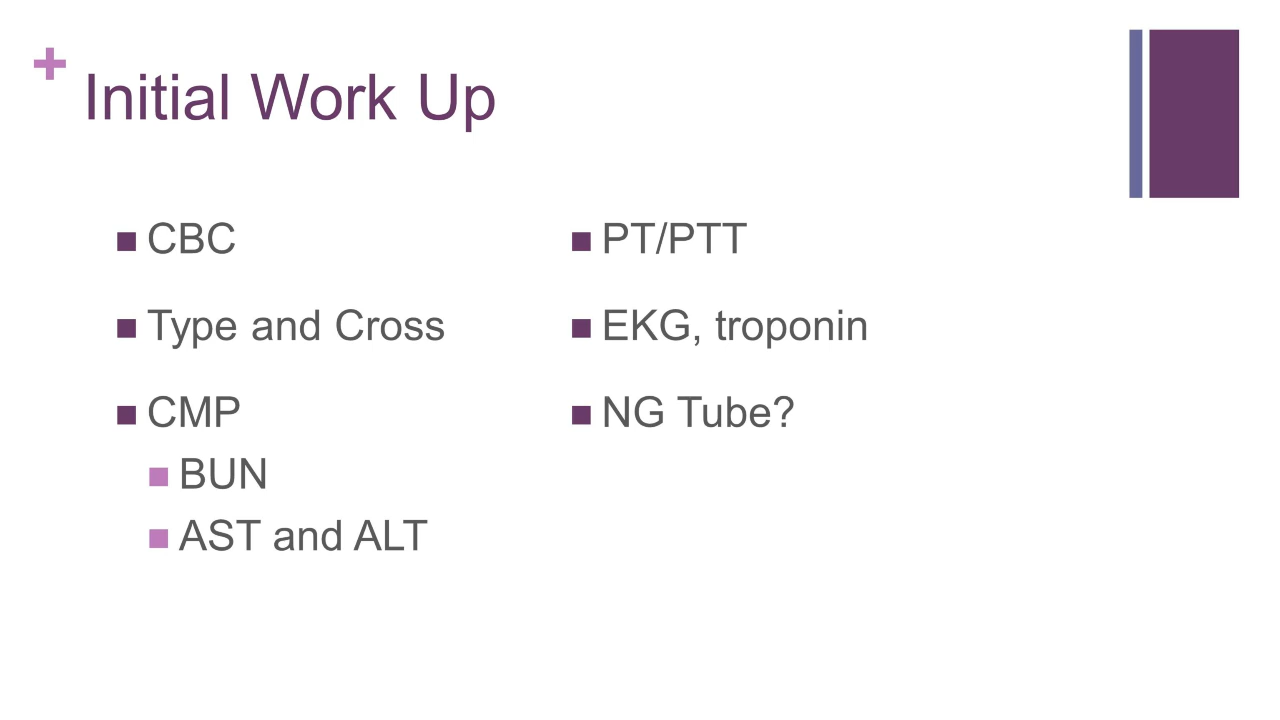 +
Initial Work Up
CBC
Type and Cross
CMP
BUN
AST and ALT
PT/PTT
EKG, troponin
NG Tube?